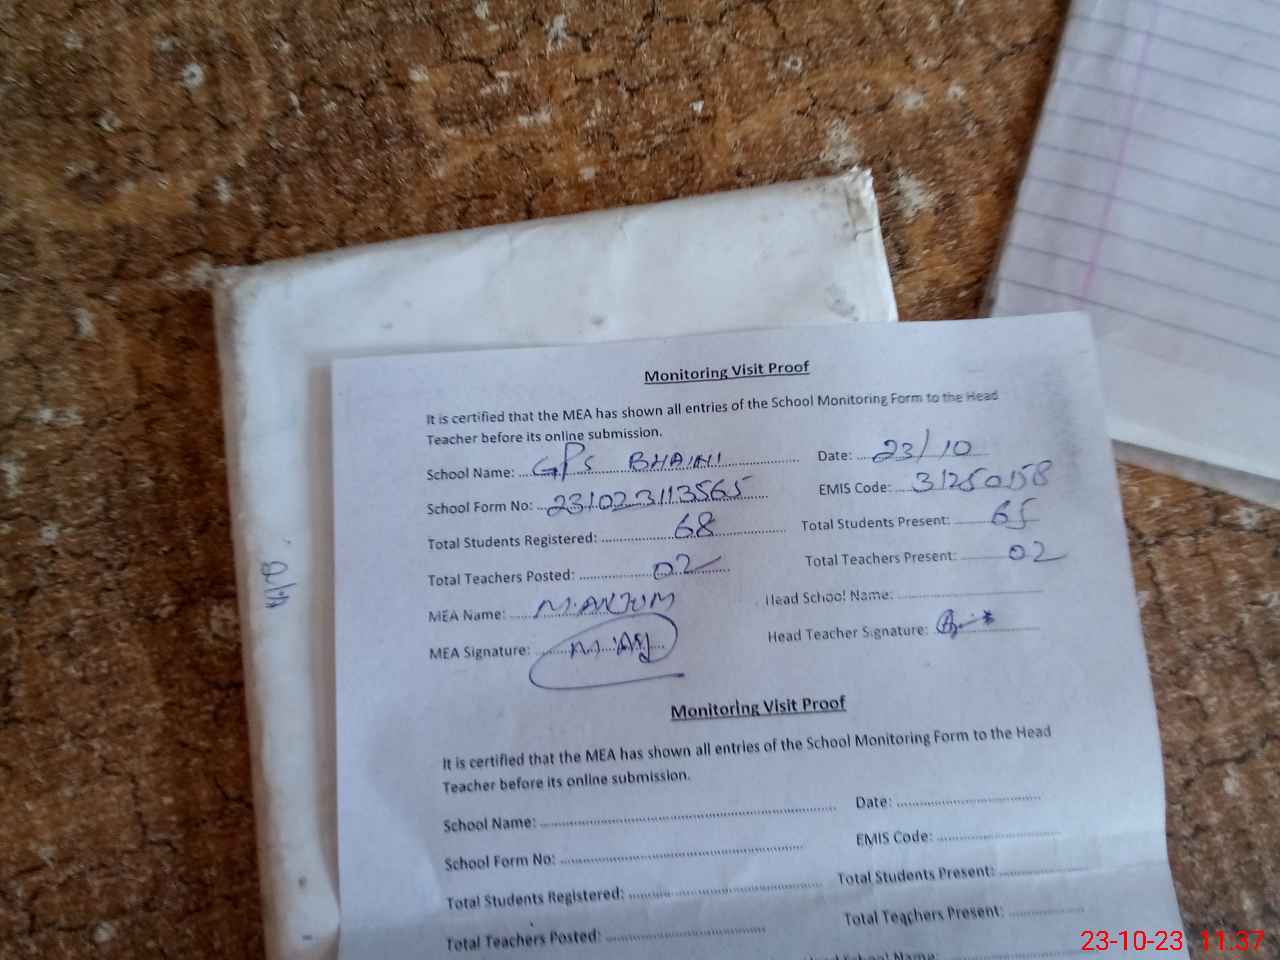 Monitoring Visit Proof
It is certified that the MEA has shown all entries of the School Monitoring Form to the Head
Teacher before its online submission.
School Name: GPS BHAINI Date: 23/10
School Form No: 231023113565 EMIS Code: 31250158
Total Students Registered: 68 Total Students Present: 65
Total Teachers Posted: 02 Total Teachers Present: 02
MEA Name: M.ANJUM Head School Name:
MEA Signature: Head Teacher Signature:
Monitoring Visit Proof
It is certified that the MEA has shown all entries of the School Monitoring Form to the Head
Teacher before its online submission.
School Name: Date:
School Form No: EMIS Code:
Total Students Registered: Total Students Present:
Total Teachers Posted: Total Teachers Present:
School Name:
23-10-23 11:37